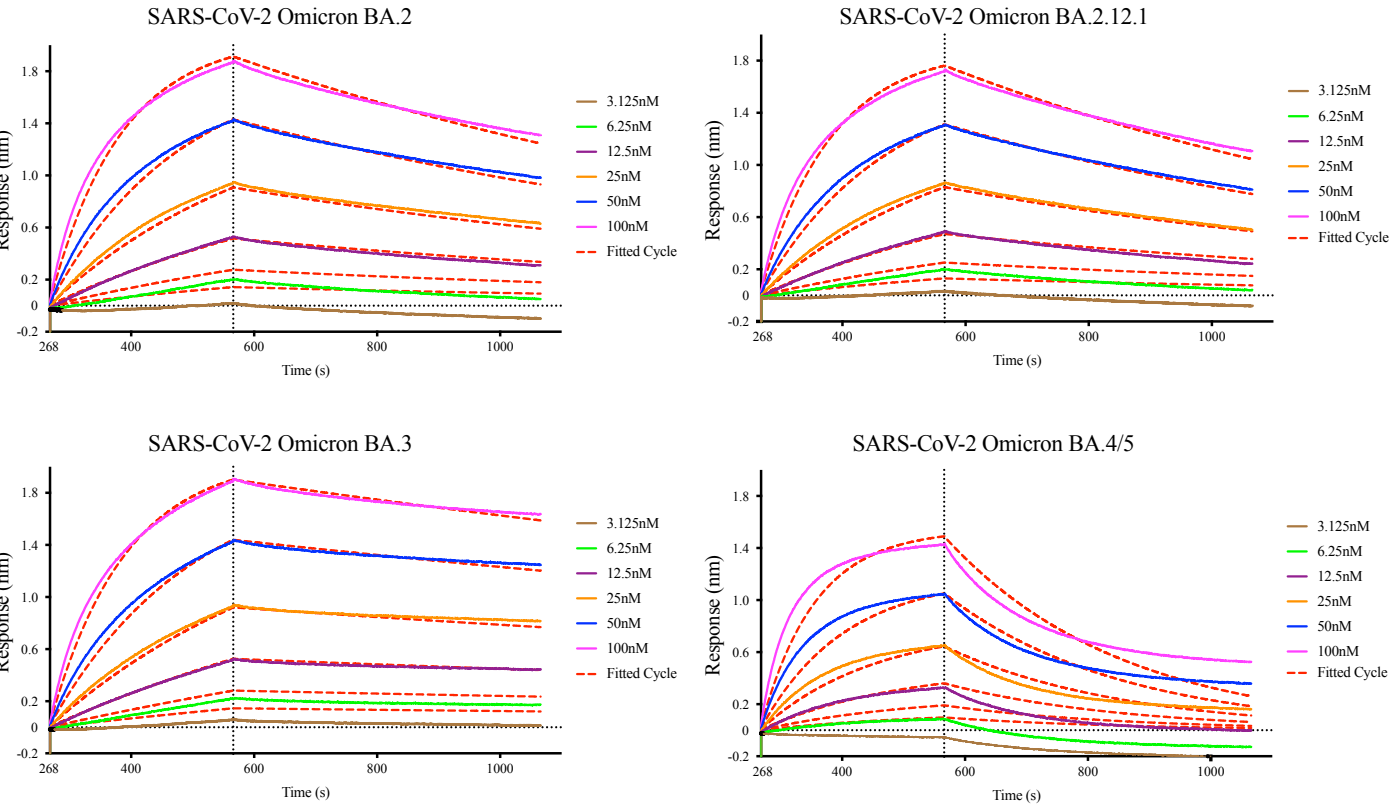 SARS-CoV-2 Omicron BA.2
Response (nm)
1.8
1.4
1.0
0.6
0.2
0
-0.2
268
400
600
800
1000
Time (s)
3.125nM
6.25nM
12.5nM
25nM
50nM
100nM
Fitted Cycle
SARS-CoV-2 Omicron BA.2.12.1
Response (nm)
1.8
1.4
1.0
0.6
0.2
0
-0.2
268
400
600
800
1000
Time (s)
3.125nM
6.25nM
12.5nM
25nM
50nM
100nM
Fitted Cycle
SARS-CoV-2 Omicron BA.3
Response (nm)
1.8
1.4
1.0
0.6
0.2
0
-0.2
268
400
600
800
1000
Time (s)
3.125nM
6.25nM
12.5nM
25nM
50nM
100nM
Fitted Cycle
SARS-CoV-2 Omicron BA.4/5
Response (nm)
1.8
1.4
1.0
0.6
0.2
0
-0.2
268
400
600
800
1000
Time (s)
3.125nM
6.25nM
12.5nM
25nM
50nM
100nM
Fitted Cycle